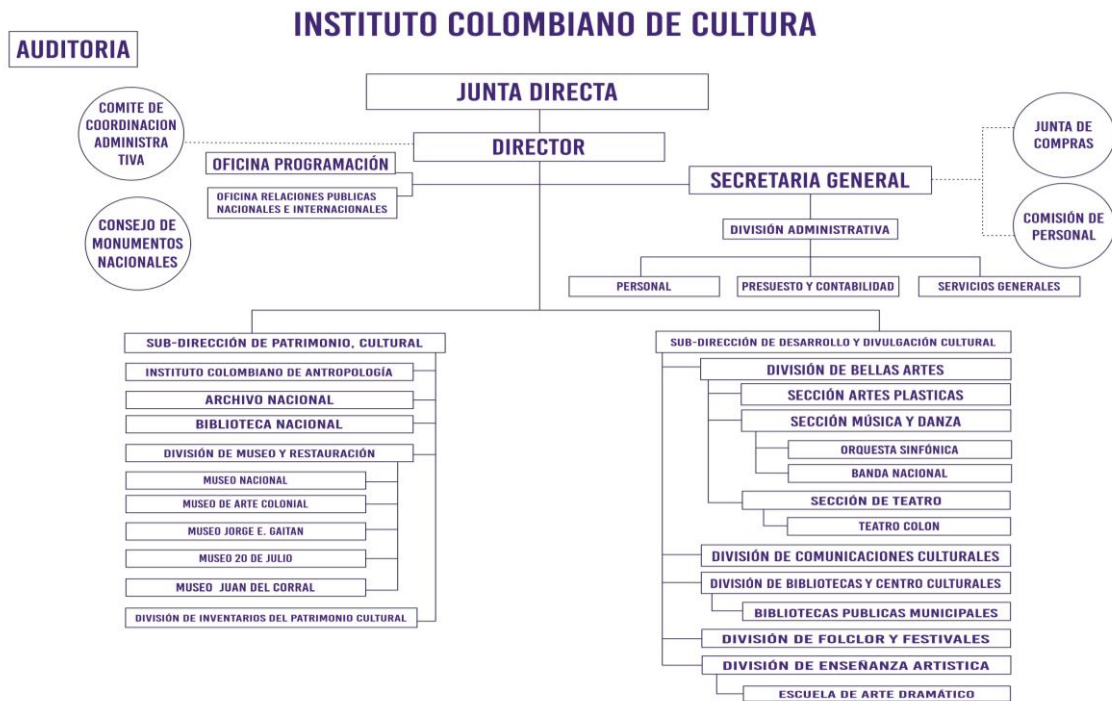 INSTITUTO COLOMBIANO DE CULTURA
AUDITORIA
JUNTA DIRECTA
COMITE DE
COORDINACION
ADMINISTRA
TIVA
DIRECTOR
JUNTA DE
COMPRAS
OFICINA PROGRAMACIÓN
SECRETARIA GENERAL
OFICINA RELACIONES PUBLICAS
NACIONALES E INTERNACIONALES
CONSEJO DE
MONUMENTOS
NACIONALES
DIVISIÓN ADMINISTRATIVA
COMISIÓN DE
PERSONAL
PERSONAL
PRESUESTO Y CONTABILIDAD
SERVICIOS GENERALES
SUB-DIRECCIÓN DE PATRIMONIO, CULTURAL
INSTITUTO COLOMBIANO DE ANTROPOLOGÍA
ARCHIVO NACIONAL
BIBLIOTECA NACIONAL
DIVISIÓN DE MUSEO Y RESTAURACIÓN
MUSEO NACIONAL
MUSEO DE ARTE COLONIAL
MUSEO JORGE E. GAITAN
MUSEO 20 DE JULIO
MUSEO JUAN DEL CORRAL
DIVISIÓN DE INVENTARIOS DEL PATRIMONIO CULTURAL
SUB-DIRECCIÓN DE DESARROLLO Y DIVULGACIÓN CULTURAL
DIVISIÓN DE BELLAS ARTES
SECCIÓN ARTES PLASTICAS
SECCIÓN MÚSICA Y DANZA
ORQUESTA SINFÓNICA
BANDA NACIONAL
SECCIÓN DE TEATRO
TEATRO COLON
DIVISIÓN DE COMUNICACIONES CULTURALES
DIVISIÓN DE BIBLIOTECAS Y CENTRO CULTURALES
BIBLIOTECAS PUBLICAS MUNICIPALES
DIVISIÓN DE FOLCLOR Y FESTIVALES
DIVISIÓN DE ENSEÑANZA ARTISTICA
ESCUELA DE ARTE DRAMÁTICO